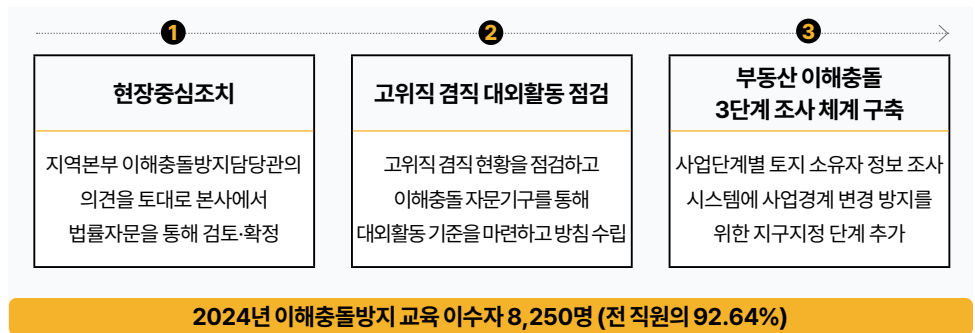 1
현장중심조치
지역본부 이해충돌방지담당관의
의견을 토대로 본사에서
법률자문을 통해 검토·확정
2
고위직 겸직 대외활동 점검
고위직 겸직 현황을 점검하고
이해충돌 자문기구를 통해
대외활동 기준을 마련하고 방침 수립
3
부동산 이해충돌
3단계 조사 체계 구축
사업단계별 토지 소유자 정보 조사
시스템에 사업경계 변경 방지를
위한 지구지정 단계 추가
2024년 이해충돌방지 교육 이수자 8,250명 (전 직원의 92.64%)